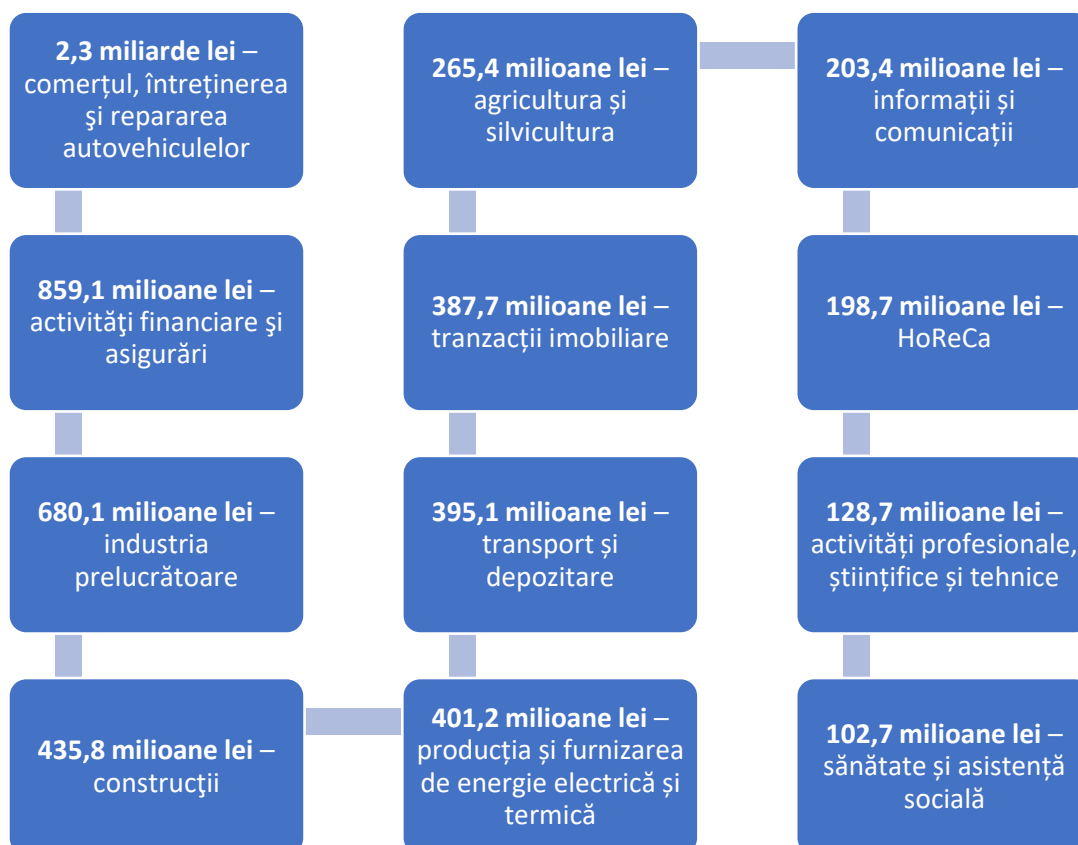 2,3 miliarde lei –
comerțul, întreținerea
şi repararea
autovehiculelor
859,1 milioane lei –
activităţi financiare şi
asigurări
680,1 milioane lei –
industria
prelucrătoare
435,8 milioane lei –
construcţii
401,2 milioane lei –
producția și furnizarea
de energie electrică și
termică
395,1 milioane lei –
transport și
depozitare
387,7 milioane lei –
tranzacții imobiliare
265,4 milioane lei –
agricultura și
silvicultura
203,4 milioane lei –
informații și
comunicații
198,7 milioane lei –
HoReCa
128,7 milioane lei –
activități profesionale,
științifice și tehnice
102,7 milioane lei –
sănătate și asistență
socială